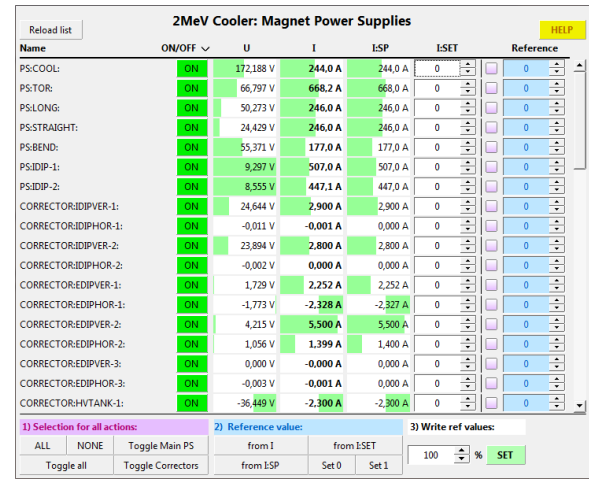 Reload list 2MeV Cooler: Magnet Power Supplies HELP
Name ON/OFF U I I:SP I:SET Reference
PS:COOL: ON 172,188 V 244,0 A 244,0 A 0 0
PS:TOR: ON 66,797 V 668,2 A 668,0 A 0 0
PS:LONG: ON 50,273 V 246,0 A 246,0 A 0 0
PS:STRAIGHT: ON 24,429 V 246,0 A 246,0 A 0 0
PS:BEND: ON 55,371 V 177,0 A 177,0 A 0 0
PS:IDIP-1: ON 9,297 V 507,0 A 507,0 A 0 0
PS:IDIP-2: ON 8,555 V 447,1 A 447,0 A 0 0
CORRECTOR:IDIPVER-1: ON 24,644 V 2,900 A 2,900 A 0 0
CORRECTOR:IDIPHOR-1: ON -0,011 V -0,001 A 0,000 A 0 0
CORRECTOR:IDIPVER-2: ON 23,894 V 2,800 A 2,800 A 0 0
CORRECTOR:IDIPHOR-2: ON -0,002 V 0,000 A 0,000 A 0 0
CORRECTOR:EDIPVER-1: ON 1,729 V 2,252 A 2,252 A 0 0
CORRECTOR:EDIPHOR-1: ON -1,773 V -2,328 A -2,327 A 0 0
CORRECTOR:EDIPVER-2: ON 4,215 V 5,500 A 5,500 A 0 0
CORRECTOR:EDIPHOR-2: ON 1,056 V 1,399 A 1,400 A 0 0
CORRECTOR:EDIPVER-3: ON 0,000 V -0,000 A 0,000 A 0 0
CORRECTOR:EDIPHOR-3: ON -0,003 V -0,001 A 0,000 A 0 0
CORRECTOR:HVTANK-1: ON -36,449 V -2,300 A -2,300 A 0 0
1) Selection for all actions: 2) Reference value: 3) Write ref values:
ALL NONE Toggle Main PS from I from I:SET
100 % SET
Toggle all Toggle Correctors from I:SP Set 0 Set 1